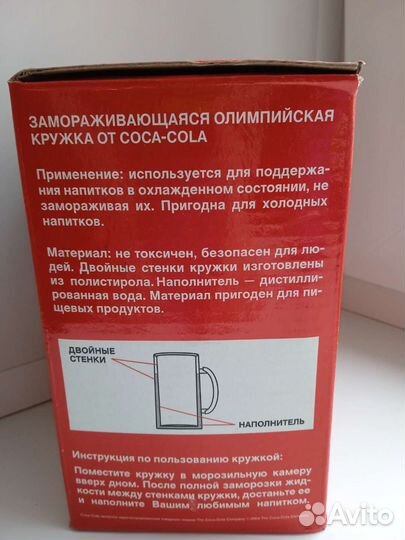 ЗАМОРАЖИВАЮЩАЯСЯ ОЛИМПИЙСКАЯ
КРУЖКА ОТ COCA-COLA
Применение: используется для поддержа-
ния напитков в охлажденном состоянии, не
замораживая их. Пригодна для холодных
напитков.
Материал: не токсичен, безопасен для лю-
дей. Двойные стенки кружки изготовлены
из полистирола. Наполнитель — дистилли-
рованная вода. Материал пригоден для пи-
щевых продуктов.
ДВОЙНЫЕ
СТЕНКИ
НАПОЛНИТЕЛЬ
Инструкция по пользованию кружкой:
Поместите кружку в морозильную камеру
вверх дном. После полной заморозки жид-
кости между стенками кружки, достаньте ее
и наполните Вашим любимым напитком.
Avito